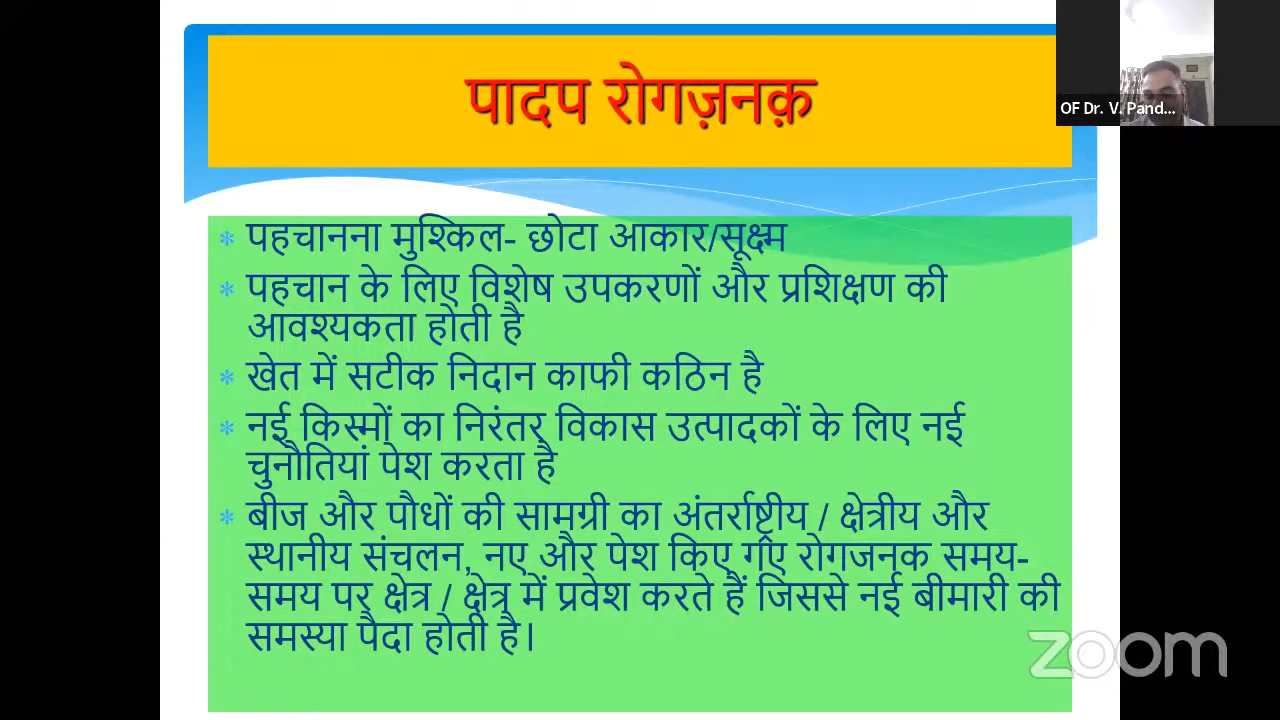 पादप रोगज़नक़
OF Dr. V. Pand...
* पहचानना मुश्किल- छोटा आकार/सूक्ष्म
* पहचान के लिए विशेष उपकरणों और प्रशिक्षण की
आवश्यकता होती है
* खेत में सटीक निदान काफी कठिन है
* नई किस्मों का निरंतर विकास उत्पादकों के लिए नई
चुनौतियां पेश करता है
* बीज और पौधों की सामग्री का अंतर्राष्ट्रीय / क्षेत्रीय और
स्थानीय संचलन, नए और पेश किए गए रोगजनक समय-
समय पर क्षेत्र / क्षेत्र में प्रवेश करते हैं जिससे नई बीमारी की
समस्या पैदा होती है।
zoom